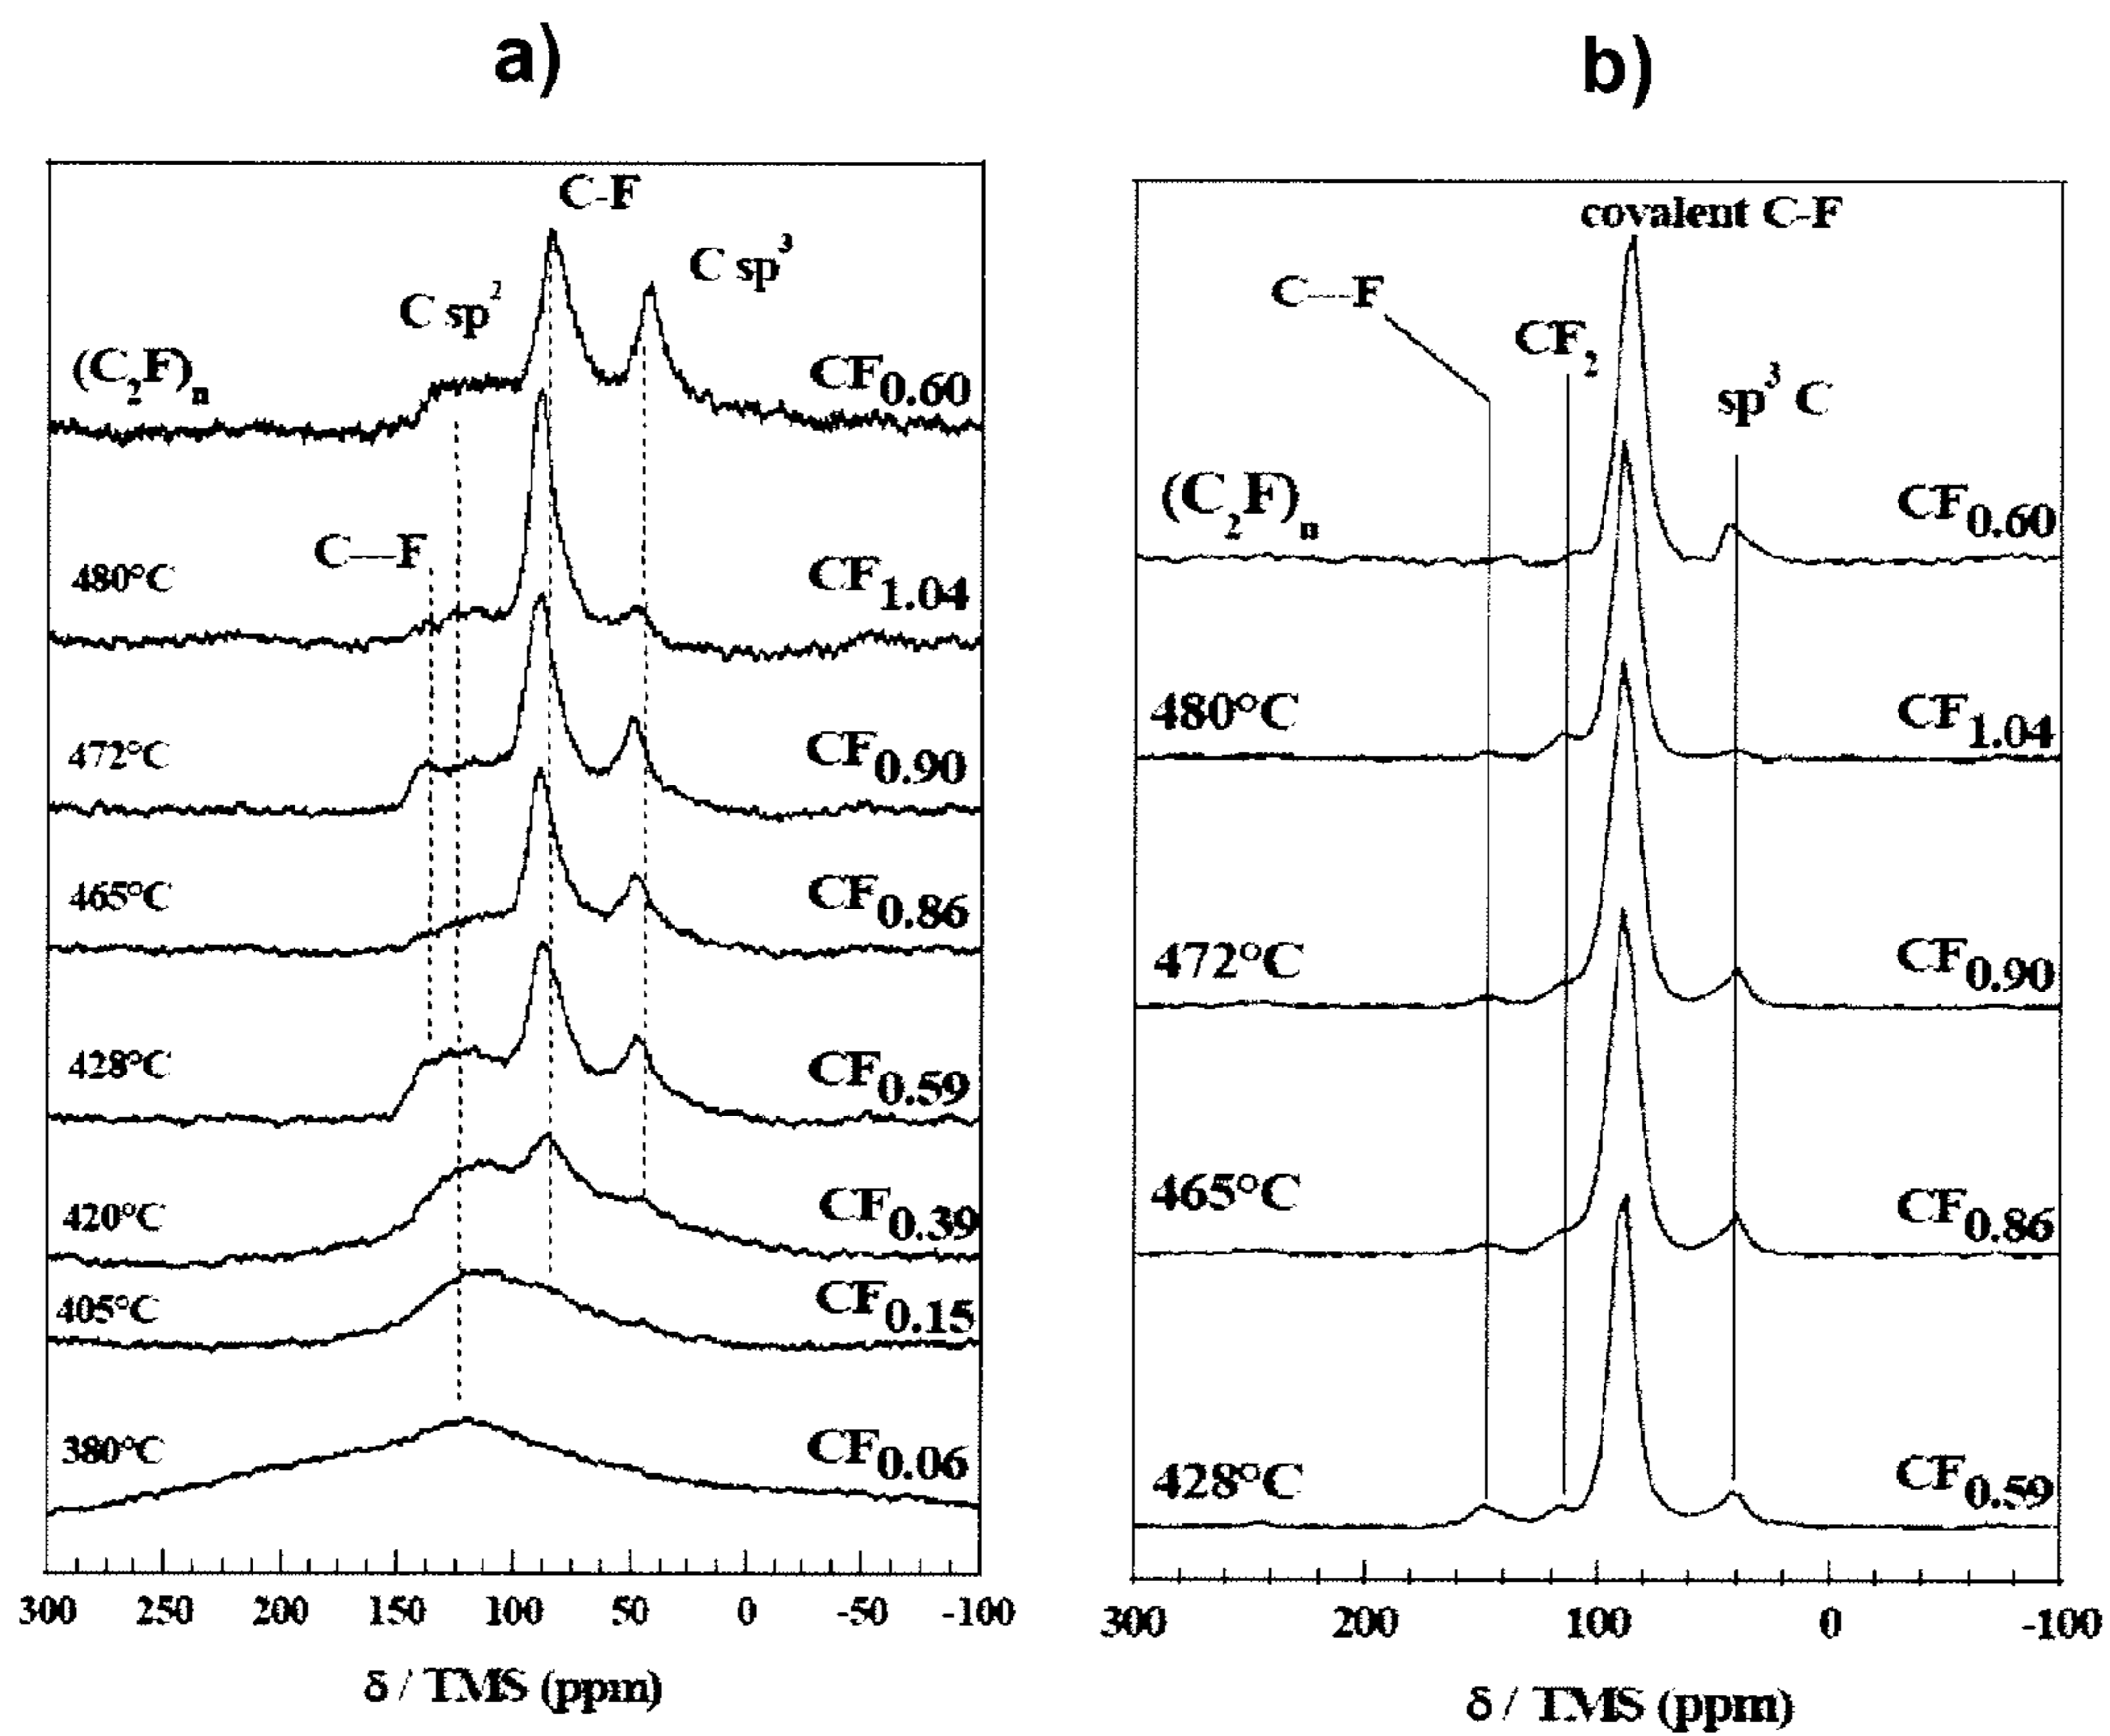 a)
C-F
C sp³
C sp²
(C₂F)ₙ
CF₀.₆₀
C---F
480°C
CF₁.₀₄
472°C
CF₀.₉₀
465°C
CF₀.₈₆
428°C
CF₀.₅₉
420°C
CF₀.₃₉
405°C
CF₀.₁₅
380°C
CF₀.₀₆
300 250 200 150 100 50 0 -50 -100
δ / TMS (ppm)
b)
covalent C-F
C---F
CF₂
sp³ C
(C₂F)ₙ
CF₀.₆₀
480°C
CF₁.₀₄
472°C
CF₀.₉₀
465°C
CF₀.₈₆
428°C
CF₀.₅₉
300 200 100 0 -100
δ / TMS (ppm)